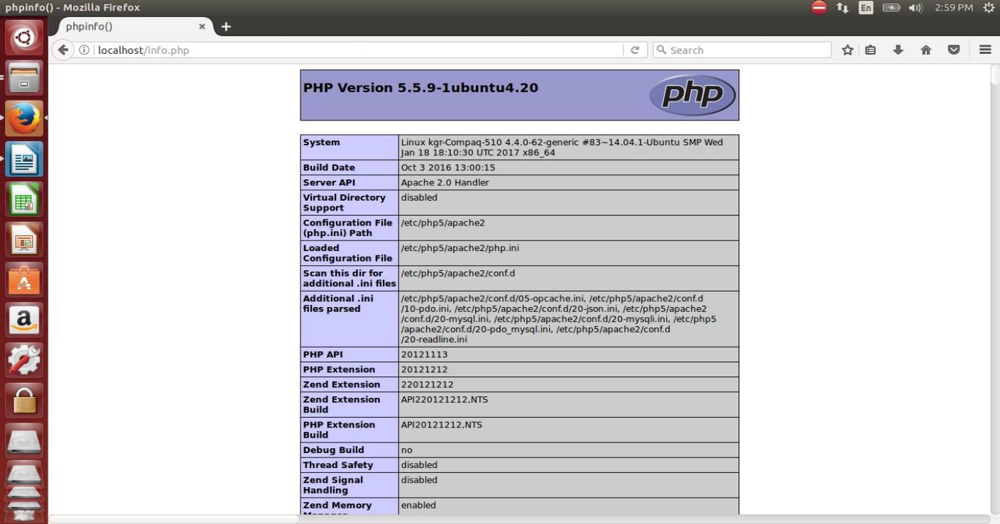 phpinfo() - Mozilla Firefox
En
2:59 PM
phpinfo()
localhost/info.php
Search
PHP Version 5.5.9-1ubuntu4.20
php
System
Linux kgr-Compaq-510 4.4.0-62-generic #83~14.04.1-Ubuntu SMP Wed
Jan 18 18:10:30 UTC 2017 x86_64
Build Date
Oct 3 2016 13:00:15
Server API
Apache 2.0 Handler
Virtual Directory
Support
disabled
Configuration File
(php.ini) Path
/etc/php5/apache2
Loaded
Configuration File
/etc/php5/apache2/php.ini
Scan this dir for
additional .ini files
/etc/php5/apache2/conf.d
Additional .ini
files parsed
/etc/php5/apache2/conf.d/05-opcache.ini, /etc/php5/apache2/conf.d
/10-pdo.ini, /etc/php5/apache2/conf.d/20-json.ini, /etc/php5/apache2
/conf.d/20-mysql.ini, /etc/php5/apache2/conf.d/20-mysqli.ini, /etc/php5
/apache2/conf.d/20-pdo_mysql.ini, /etc/php5/apache2/conf.d
/20-readline.ini
PHP API
20121113
PHP Extension
20121212
Zend Extension
220121212
Zend Extension
Build
API220121212,NTS
PHP Extension
Build
API20121212,NTS
Debug Build
no
Thread Safety
disabled
Zend Signal
Handling
disabled
Zend Memory
enabled
a